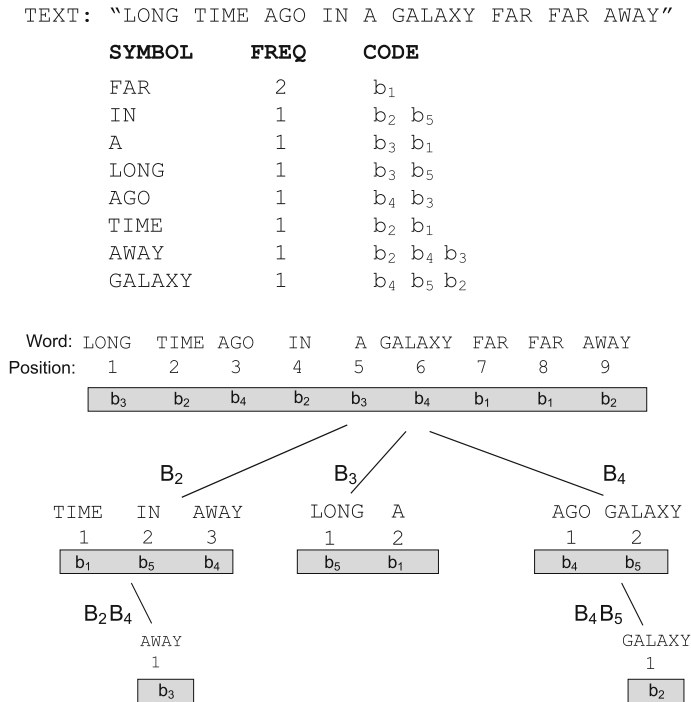 TEXT: “LONG TIME AGO IN A GALAXY FAR FAR AWAY”
SYMBOL FREQ CODE
FAR 2 b₁
IN 1 b₂ b₅
A 1 b₃ b₁
LONG 1 b₃ b₅
AGO 1 b₄ b₃
TIME 1 b₂ b₁
AWAY 1 b₂ b₄ b₃
GALAXY 1 b₄ b₅ b₂
Word: LONG TIME AGO IN A GALAXY FAR FAR AWAY
Position: 1 2 3 4 5 6 7 8 9
b₃ b₂ b₄ b₂ b₃ b₄ b₁ b₁ b₂
B₂ B₃ B₄
TIME IN AWAY LONG A AGO GALAXY
1 2 3 1 2 1 2
b₁ b₅ b₄ b₅ b₁ b₄ b₅
B₂B₄ B₄B₅
AWAY GALAXY
1 1
b₃ b₂